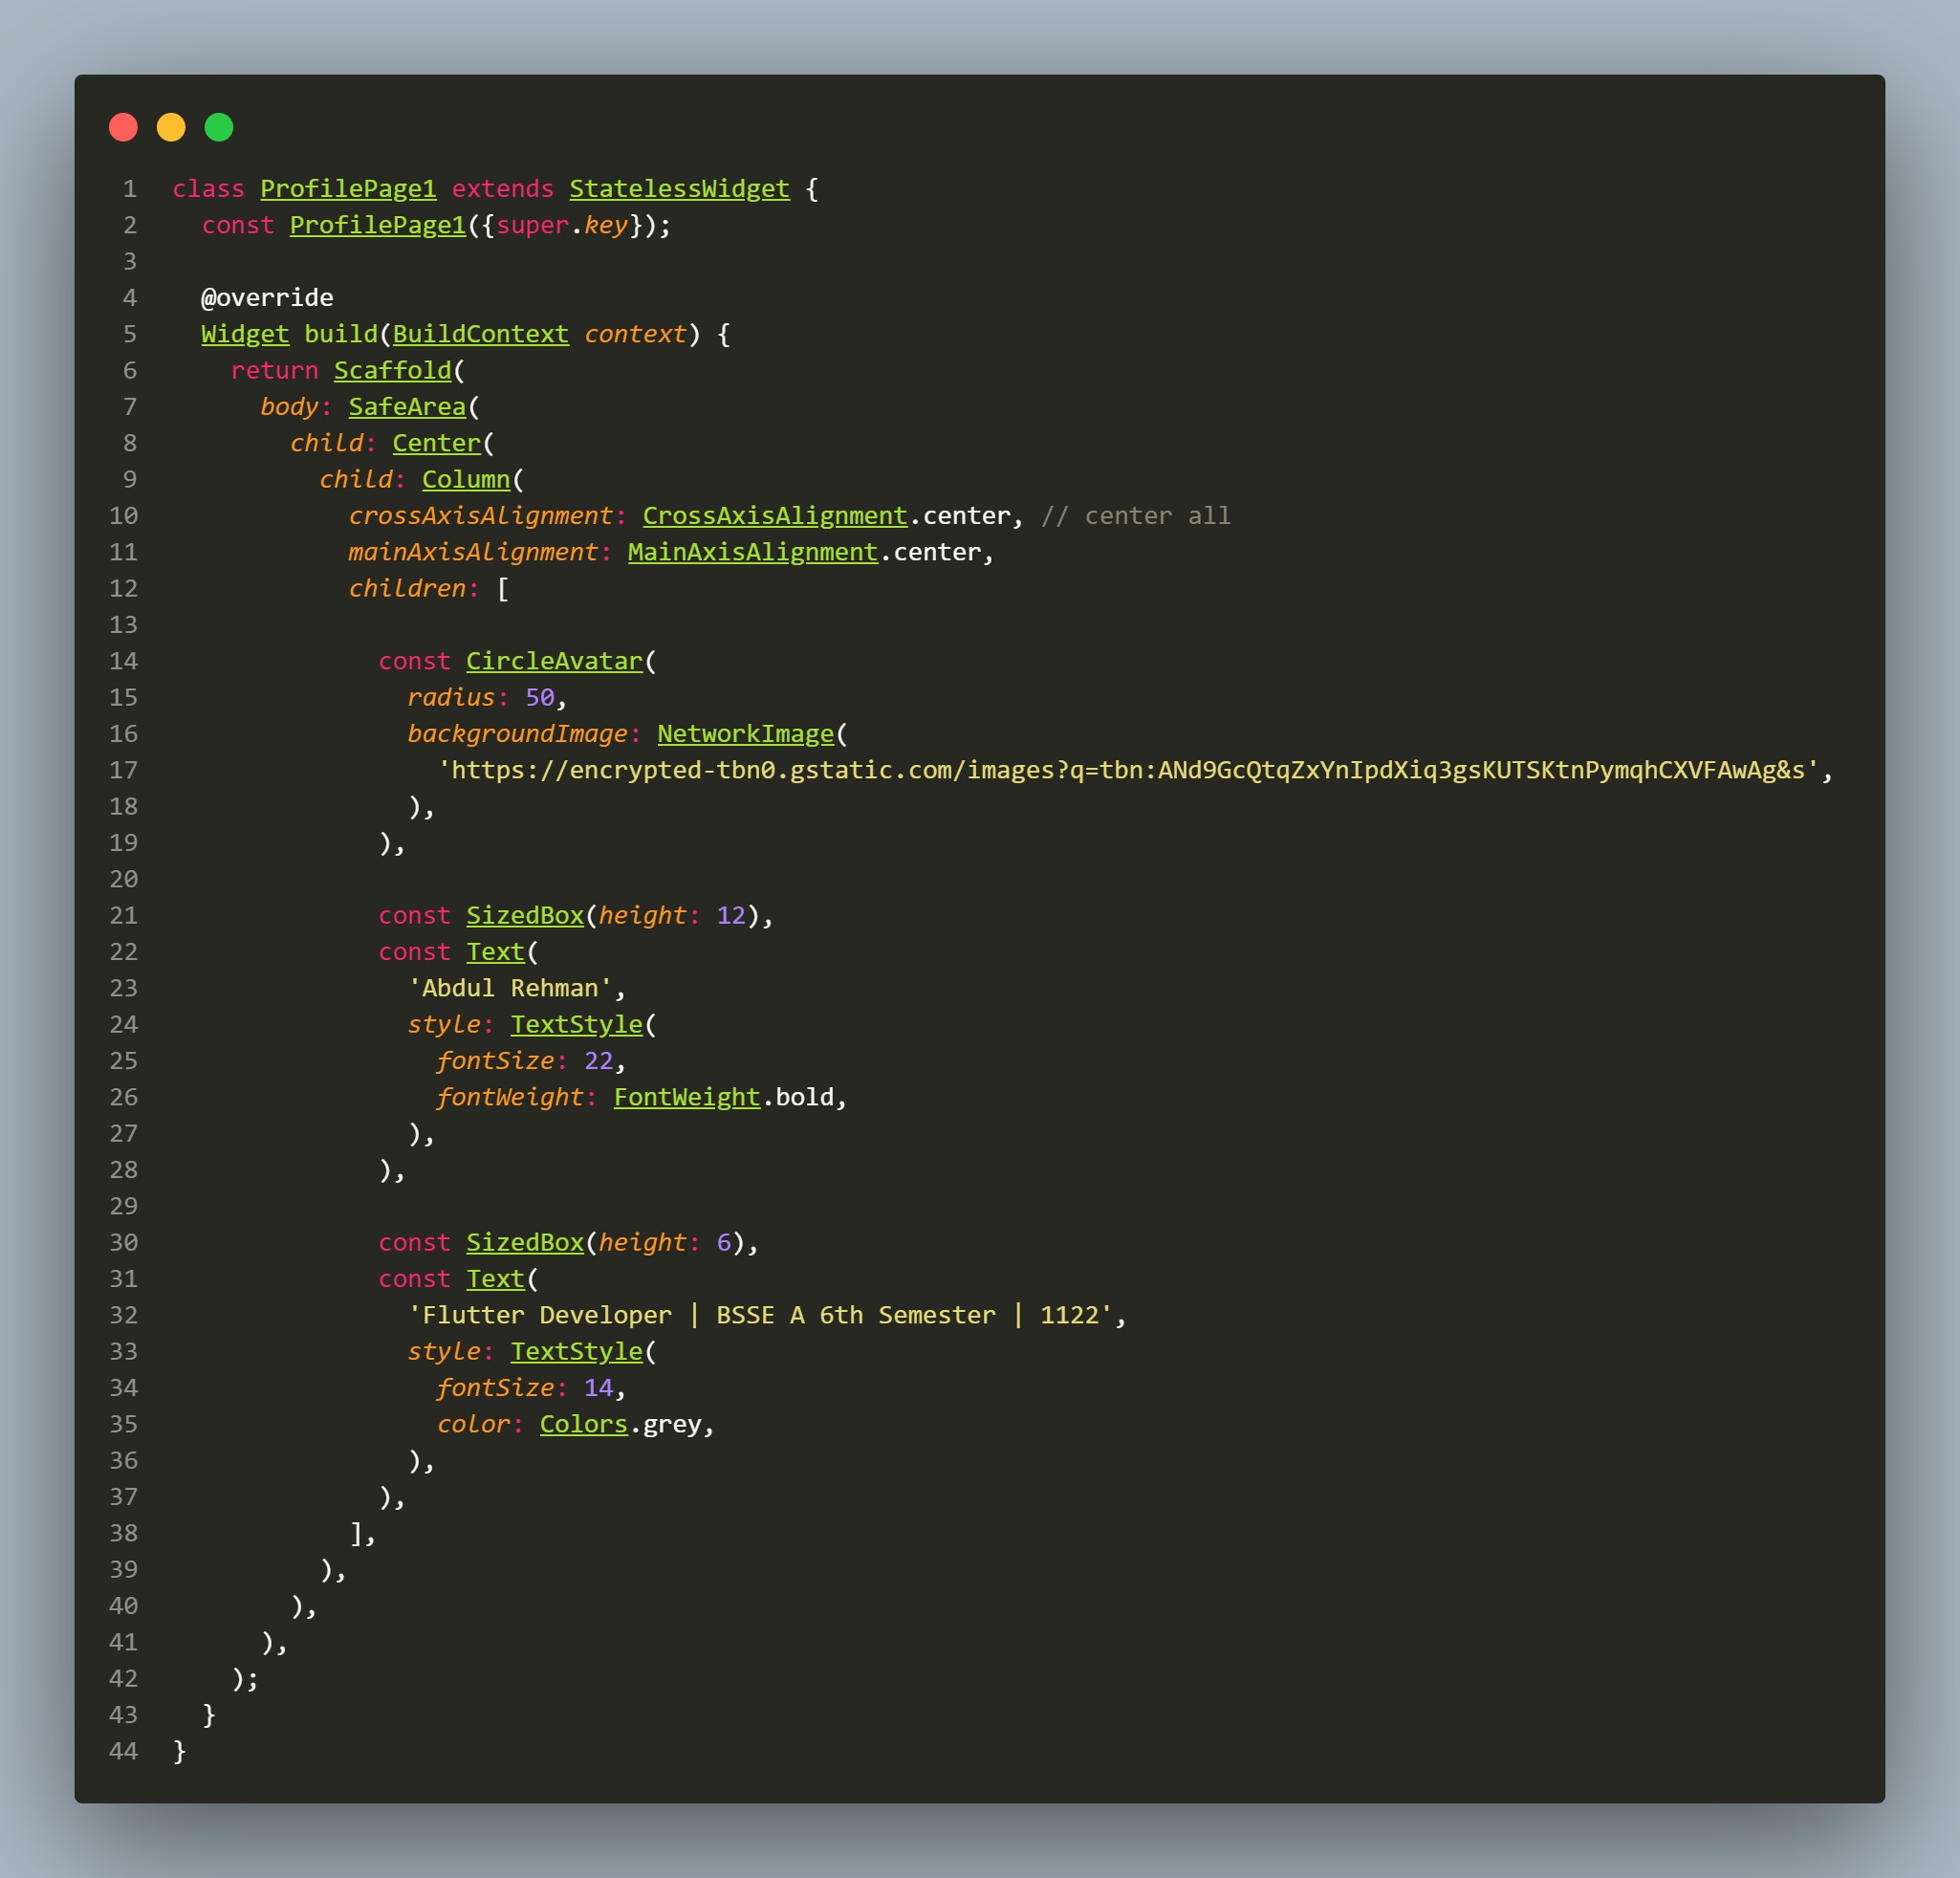 1 class ProfilePage1 extends StatelessWidget {
2   const ProfilePage1({super.key});
3
4   @override
5   Widget build(BuildContext context) {
6     return Scaffold(
7       body: SafeArea(
8         child: Center(
9           child: Column(
10             crossAxisAlignment: CrossAxisAlignment.center, // center all
11             mainAxisAlignment: MainAxisAlignment.center,
12             children: [
13
14               const CircleAvatar(
15                 radius: 50,
16                 backgroundImage: NetworkImage(
17                   'https://encrypted-tbn0.gstatic.com/images?q=tbn:ANd9GcQtqZxYnIpdXiq3gsKUTSKtnPymqhCXVFAwAg&s',
18                 ),
19               ),
20
21               const SizedBox(height: 12),
22               const Text(
23                 'Abdul Rehman',
24                 style: TextStyle(
25                   fontSize: 22,
26                   fontWeight: FontWeight.bold,
27                 ),
28               ),
29
30               const SizedBox(height: 6),
31               const Text(
32                 'Flutter Developer | BSSE A 6th Semester | 1122',
33                 style: TextStyle(
34                   fontSize: 14,
35                   color: Colors.grey,
36                 ),
37               ),
38             ],
39           ),
40         ),
41       ),
42     );
43   }
44 }